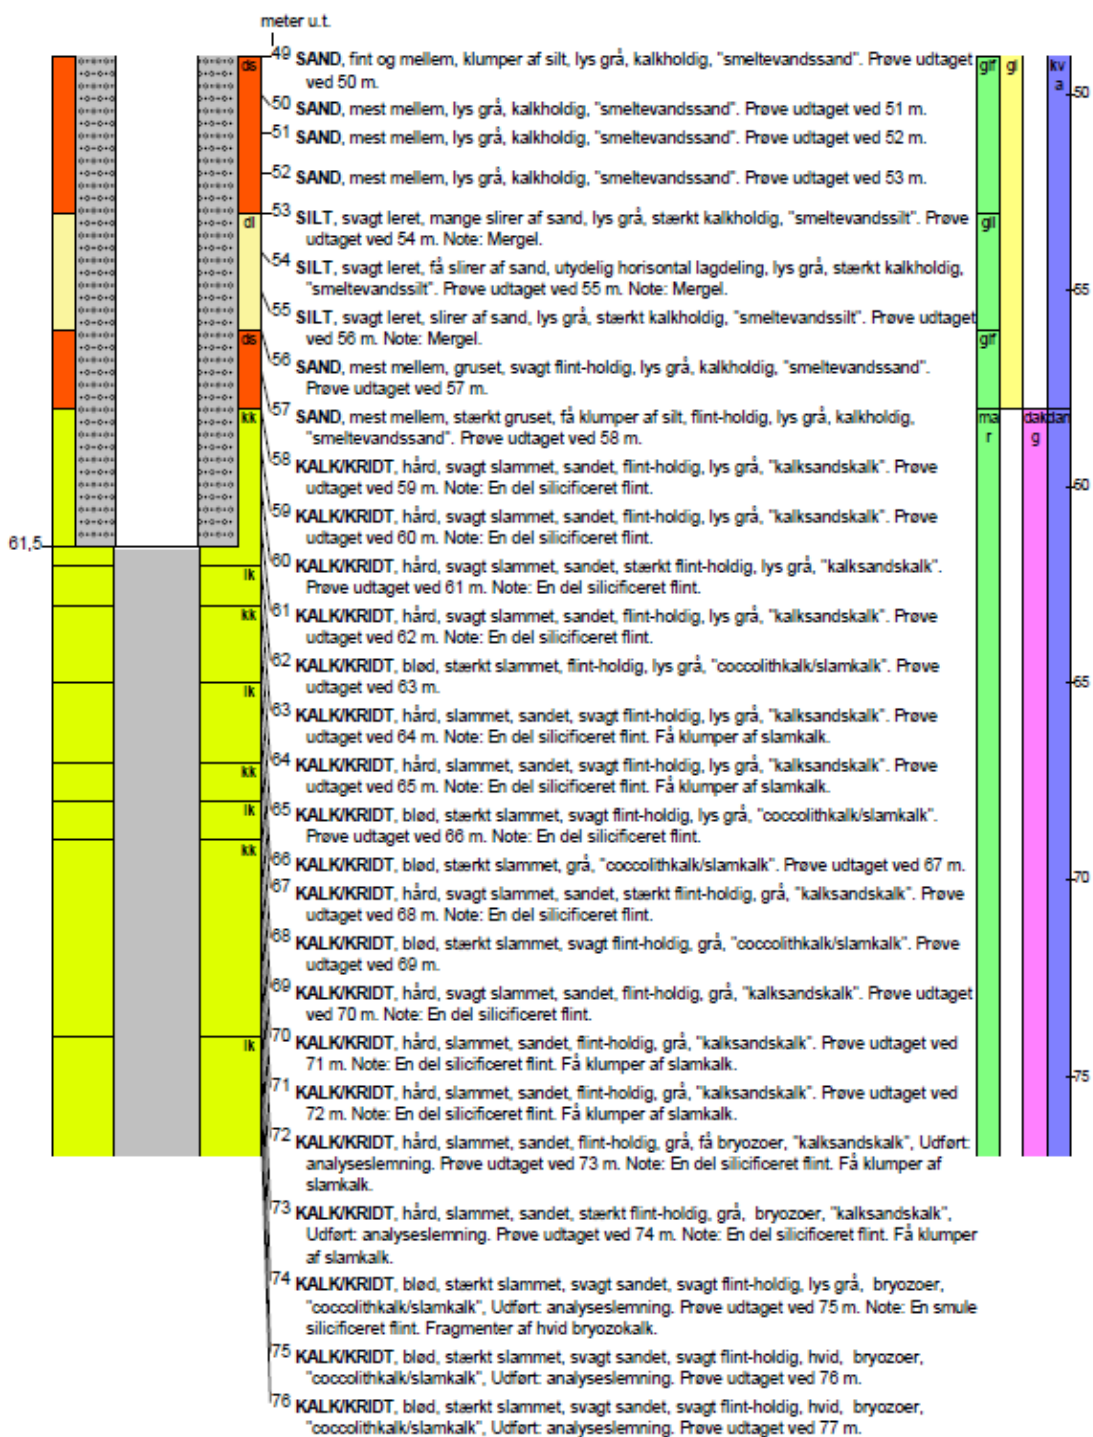 meter u.t.
49 SAND, fint og mellem, klumper af silt, lys grå, kalkholdig, "smeltevandssand". Prøve udtaget
ved 50 m.
50 SAND, mest mellem, lys grå, kalkholdig, "smeltevandssand". Prøve udtaget ved 51 m.
51 SAND, mest mellem, lys grå, kalkholdig, "smeltevandssand". Prøve udtaget ved 52 m.
52 SAND, mest mellem, lys grå, kalkholdig, "smeltevandssand". Prøve udtaget ved 53 m.
53 SILT, svagt leret, mange slirer af sand, lys grå, stærkt kalkholdig, "smeltevandssilt". Prøve
udtaget ved 54 m. Note: Mergel.
54 SILT, svagt leret, få slirer af sand, utydelig horisontal lagdeling, lys grå, stærkt kalkholdig,
"smeltevandssilt". Prøve udtaget ved 55 m. Note: Mergel.
55 SILT, svagt leret, slirer af sand, lys grå, stærkt kalkholdig, "smeltevandssilt". Prøve udtaget
ved 56 m. Note: Mergel.
56 SAND, mest mellem, gruset, svagt flint-holdig, lys grå, kalkholdig, "smeltevandssand".
Prøve udtaget ved 57 m.
57 SAND, mest mellem, stærkt gruset, få klumper af silt, flint-holdig, lys grå, kalkholdig,
"smeltevandssand". Prøve udtaget ved 58 m.
58 KALK/KRIDT, hård, svagt slammet, sandet, flint-holdig, lys grå, "kalksandskalk". Prøve
udtaget ved 59 m. Note: En del silicificeret flint.
59 KALK/KRIDT, hård, svagt slammet, sandet, flint-holdig, lys grå, "kalksandskalk". Prøve
udtaget ved 60 m. Note: En del silicificeret flint.
60 KALK/KRIDT, hård, svagt slammet, sandet, stærkt flint-holdig, lys grå, "kalksandskalk".
Prøve udtaget ved 61 m. Note: En del silicificeret flint.
61 KALK/KRIDT, hård, svagt slammet, sandet, flint-holdig, lys grå, "kalksandskalk". Prøve
udtaget ved 62 m. Note: En del silicificeret flint.
62 KALK/KRIDT, blød, stærkt slammet, flint-holdig, lys grå, "coccolithkalk/slamkalk". Prøve
udtaget ved 63 m.
63 KALK/KRIDT, hård, slammet, sandet, svagt flint-holdig, lys grå, "kalksandskalk". Prøve
udtaget ved 64 m. Note: En del silicificeret flint. Få klumper af slamkalk.
64 KALK/KRIDT, hård, slammet, sandet, svagt flint-holdig, lys grå, "kalksandskalk". Prøve
udtaget ved 65 m. Note: En del silicificeret flint. Få klumper af slamkalk.
65 KALK/KRIDT, blød, stærkt slammet, svagt flint-holdig, lys grå, "coccolithkalk/slamkalk".
Prøve udtaget ved 66 m. Note: En del silicificeret flint.
66 KALK/KRIDT, blød, stærkt slammet, grå, "coccolithkalk/slamkalk". Prøve udtaget ved 67 m.
67 KALK/KRIDT, hård, svagt slammet, sandet, stærkt flint-holdig, grå, "kalksandskalk". Prøve
udtaget ved 68 m. Note: En del silicificeret flint.
68 KALK/KRIDT, blød, stærkt slammet, svagt flint-holdig, grå, "coccolithkalk/slamkalk". Prøve
udtaget ved 69 m.
69 KALK/KRIDT, hård, svagt slammet, sandet, flint-holdig, grå, "kalksandskalk". Prøve udtaget
ved 70 m. Note: En del silicificeret flint.
70 KALK/KRIDT, hård, slammet, sandet, flint-holdig, grå, "kalksandskalk". Prøve udtaget ved
71 m. Note: En del silicificeret flint. Få klumper af slamkalk.
71 KALK/KRIDT, hård, slammet, sandet, flint-holdig, grå, "kalksandskalk". Prøve udtaget ved
72 m. Note: En del silicificeret flint. Få klumper af slamkalk.
72 KALK/KRIDT, hård, slammet, sandet, flint-holdig, grå, få bryozoer, "kalksandskalk", Udført:
analyseslemning. Prøve udtaget ved 73 m. Note: En del silicificeret flint. Få klumper af
slamkalk.
73 KALK/KRIDT, hård, slammet, sandet, stærkt flint-holdig, grå, bryozoer, "kalksandskalk",
Udført: analyseslemning. Prøve udtaget ved 74 m. Note: En del silicificeret flint. Få klumper
af slamkalk.
74 KALK/KRIDT, blød, stærkt slammet, svagt sandet, svagt flint-holdig, lys grå, bryozoer,
"coccolithkalk/slamkalk", Udført: analyseslemning. Prøve udtaget ved 75 m. Note: En smule
silicificeret flint. Fragmenter af hvid bryozokalk.
75 KALK/KRIDT, blød, stærkt slammet, svagt sandet, svagt flint-holdig, hvid, bryozoer,
"coccolithkalk/slamkalk", Udført: analyseslemning. Prøve udtaget ved 76 m.
76 KALK/KRIDT, blød, stærkt slammet, svagt sandet, svagt flint-holdig, hvid, bryozoer,
"coccolithkalk/slamkalk", Udført: analyseslemning. Prøve udtaget ved 77 m.
61,5
ds
dl
ds
kk
lk
kk
lk
kk
lk
kk
lk
glf
gl
kv
a
gll
glf
ma
r
dak
g
dan
50
55
60
65
70
75